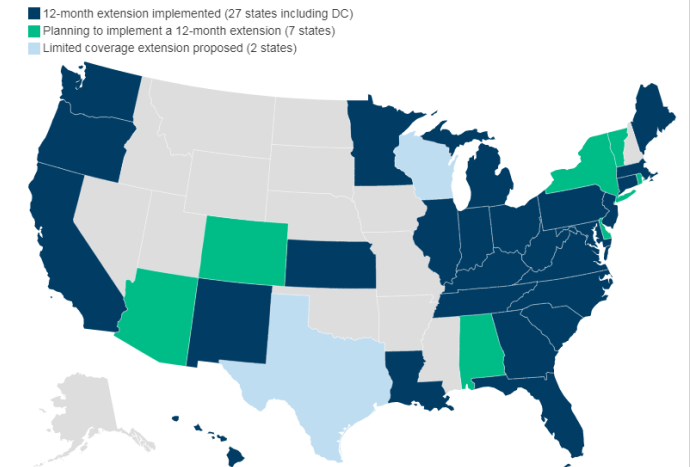 12-month extension implemented (27 states including DC)
Planning to implement a 12-month extension (7 states)
Limited coverage extension proposed (2 states)